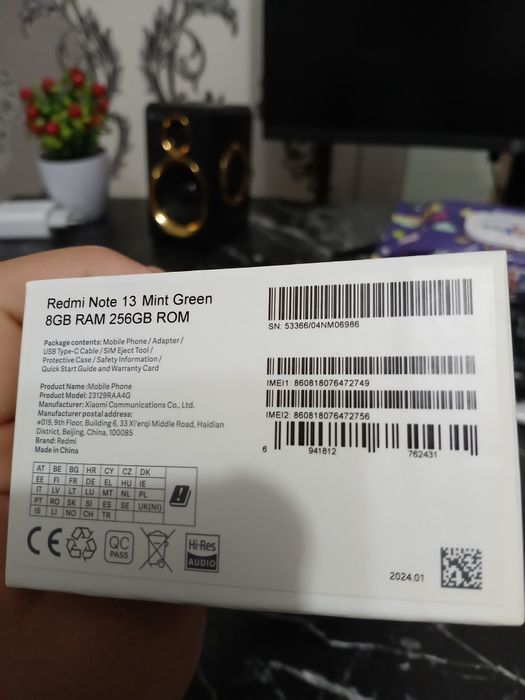 Redmi Note 13 Mint Green
8GB RAM 256GB ROM
Package contents: Mobile Phone / Adapter /
USB Type-C Cable / SIM Eject Tool /
Protective Case / Safety Information /
Quick Start Guide and Warranty Card
Product Name:Mobile Phone
Product Model:23129RAA4G
Manufacturer: Xiaomi Communications Co., Ltd.
Manufacturer postal address:
#019, 9th Floor, Building 6, 33 Xi'erqi Middle Road, Haidian
District, Beijing, China, 100085
Brand: Redmi
Made in China
AT BE BG HR CY CZ DK
EE FI FR DE EL HU IE
IT LV LT LU MT NL PL
PT RO SK SI ES SE UK(NI)
IS LI NO CH TR
CE
QC
PASS
Hi-Res
AUDIO
SN: 53366/04NM06986
IMEI1: 860818076472749
IMEI2: 860818076472756
6 941812 762431
2024.01